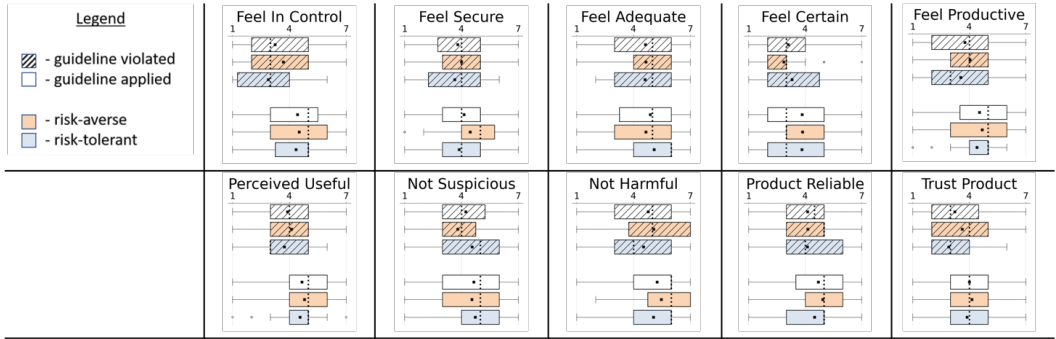 Legend
- guideline violated
- guideline applied
- risk-averse
- risk-tolerant
Feel In Control
1 4 7
Feel Secure
1 4 7
Feel Adequate
1 4 7
Feel Certain
1 4 7
Feel Productive
1 4 7
Perceived Useful
1 4 7
Not Suspicious
1 4 7
Not Harmful
1 4 7
Product Reliable
1 4 7
Trust Product
1 4 7